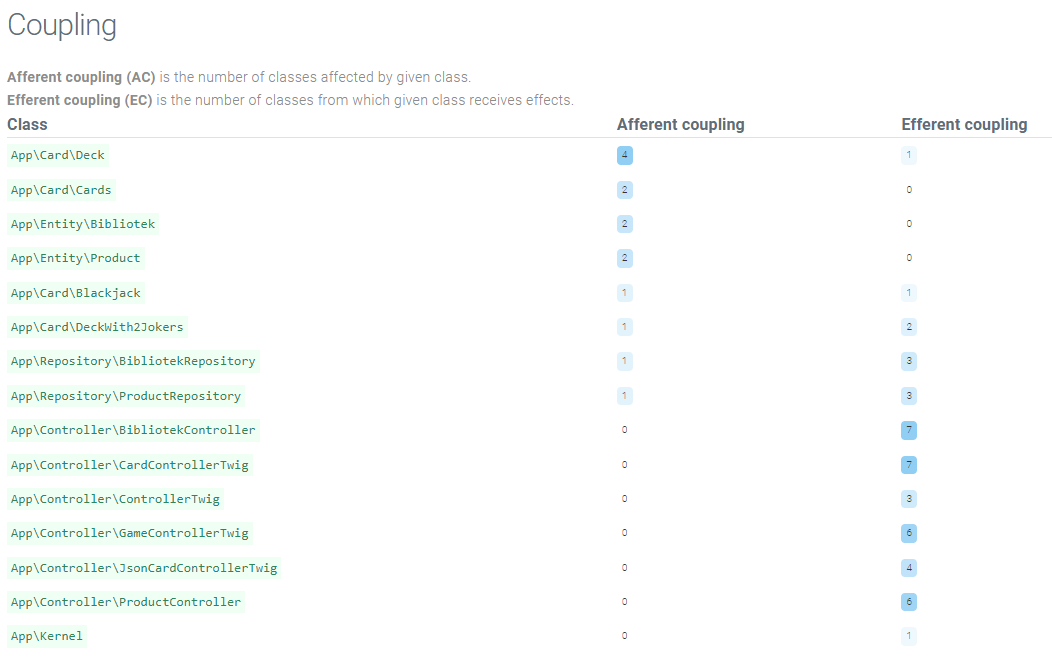 Coupling
Afferent coupling (AC) is the number of classes affected by given class.
Efferent coupling (EC) is the number of classes from which given class receives effects.
Class Afferent coupling Efferent coupling
App\Card\Deck 4 1
App\Card\Cards 2 0
App\Entity\Bibliotek 2 0
App\Entity\Product 2 0
App\Card\Blackjack 1 1
App\Card\DeckWith2Jokers 1 2
App\Repository\BibliotekRepository 1 3
App\Repository\ProductRepository 1 3
App\Controller\BibliotekController 0 7
App\Controller\CardControllerTwig 0 7
App\Controller\ControllerTwig 0 3
App\Controller\GameControllerTwig 0 6
App\Controller\JsonCardControllerTwig 0 4
App\Controller\ProductController 0 6
App\Kernel 0 1